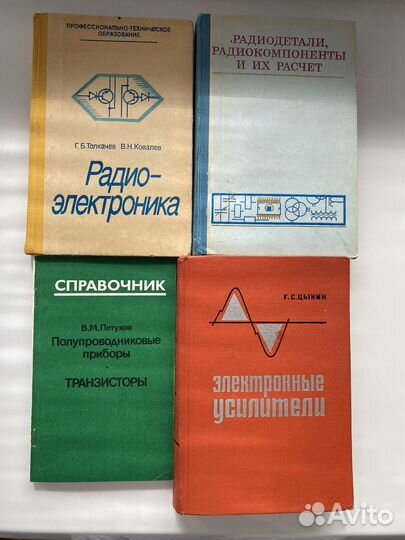 ПРОФЕССИОНАЛЬНО-ТЕХНИЧЕСКОЕ
ОБРАЗОВАНИЕ
Г.Б.Толкачев В.Н.Ковалев
Радио-
электроника
РАДИОДЕТАЛИ,
РАДИОКОМПОНЕНТЫ
И ИХ РАСЧЕТ
СПРАВОЧНИК
В.М.Петухов
Полупроводниковые
приборы
ТРАНЗИСТОРЫ
Г.С.ЦЫКИН
ЭЛЕКТРОННЫЕ
УСИЛИТЕЛИ
Avito